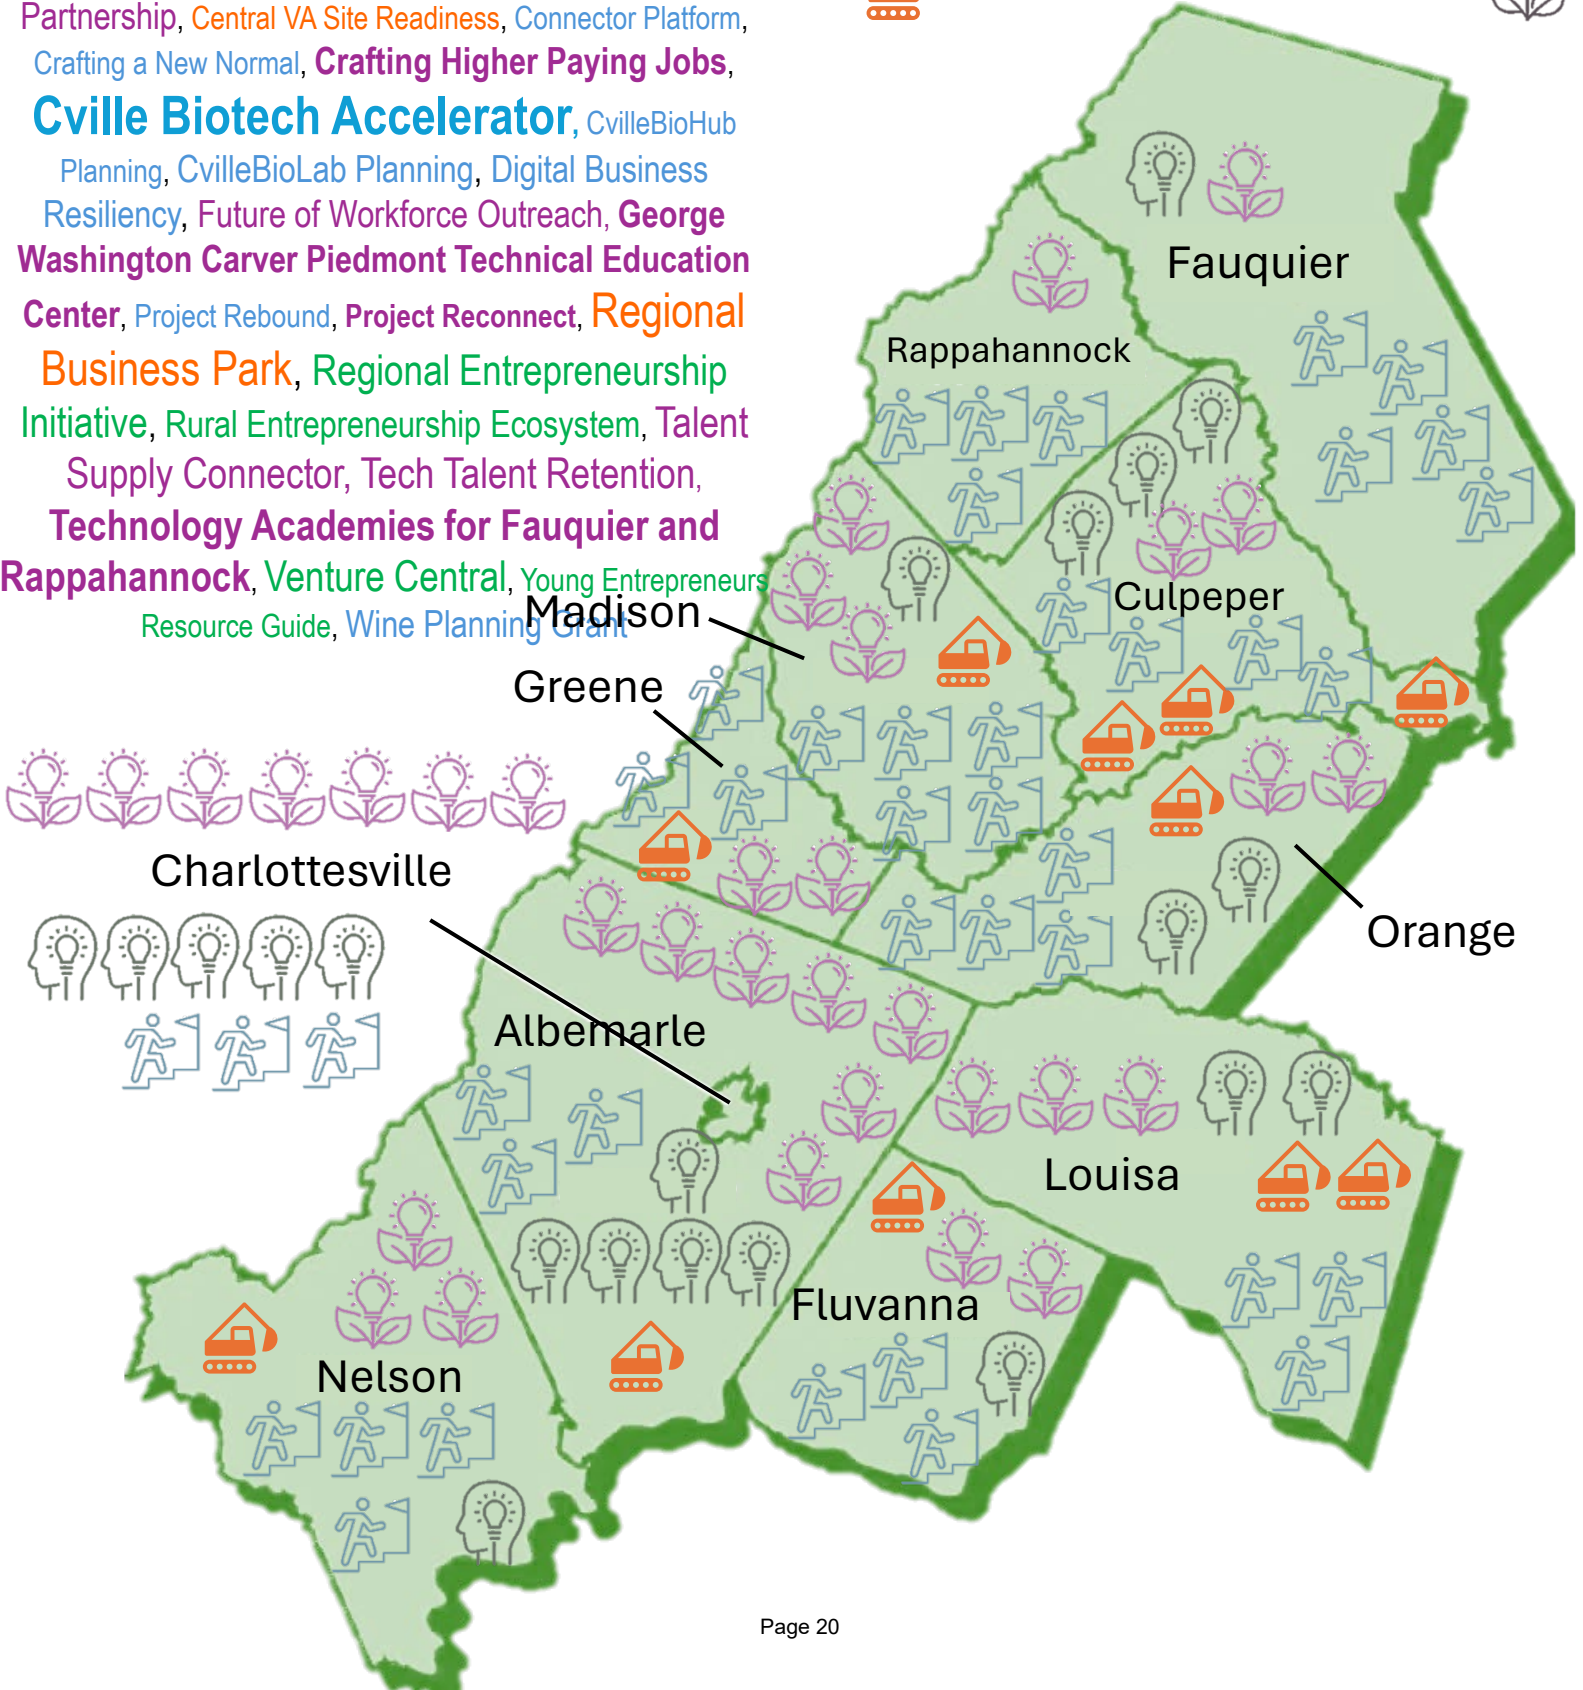 Partnership, Central VA Site Readiness, Connector Platform,
Crafting a New Normal, Crafting Higher Paying Jobs,
Cville Biotech Accelerator, CvilleBioHub
Planning, CvilleBioLab Planning, Digital Business
Resiliency, Future of Workforce Outreach, George
Washington Carver Piedmont Technical Education
Center, Project Rebound, Project Reconnect, Regional
Business Park, Regional Entrepreneurship
Initiative, Rural Entrepreneurship Ecosystem, Talent
Supply Connector, Tech Talent Retention,
Technology Academies for Fauquier and
Rappahannock, Venture Central, Young Entrepreneurs
Resource Guide, Wine Planning Grant
Fauquier
Rappahannock
Culpeper
Madison
Greene
Charlottesville
Orange
Albemarle
Louisa
Fluvanna
Nelson
Page 20